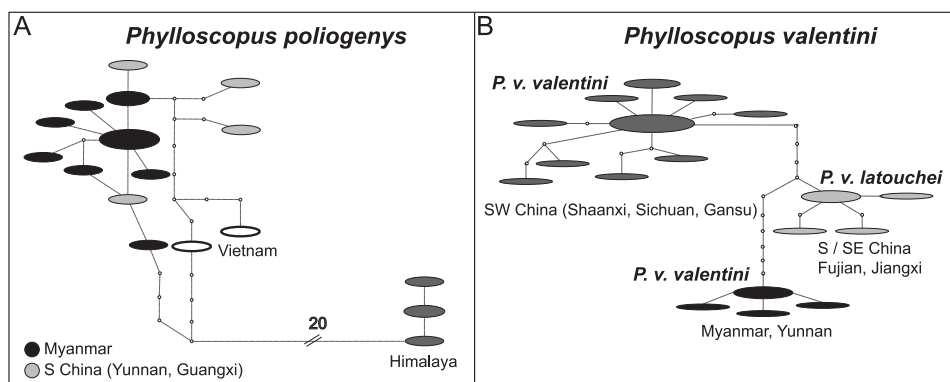 A
Phylloscopus poliogenys
Vietnam
20
Himalaya
Myanmar
S China (Yunnan, Guangxi)
B
Phylloscopus valentini
P. v. valentini
P. v. latouchei
SW China (Shaanxi, Sichuan, Gansu)
S / SE China
Fujian, Jiangxi
P. v. valentini
Myanmar, Yunnan